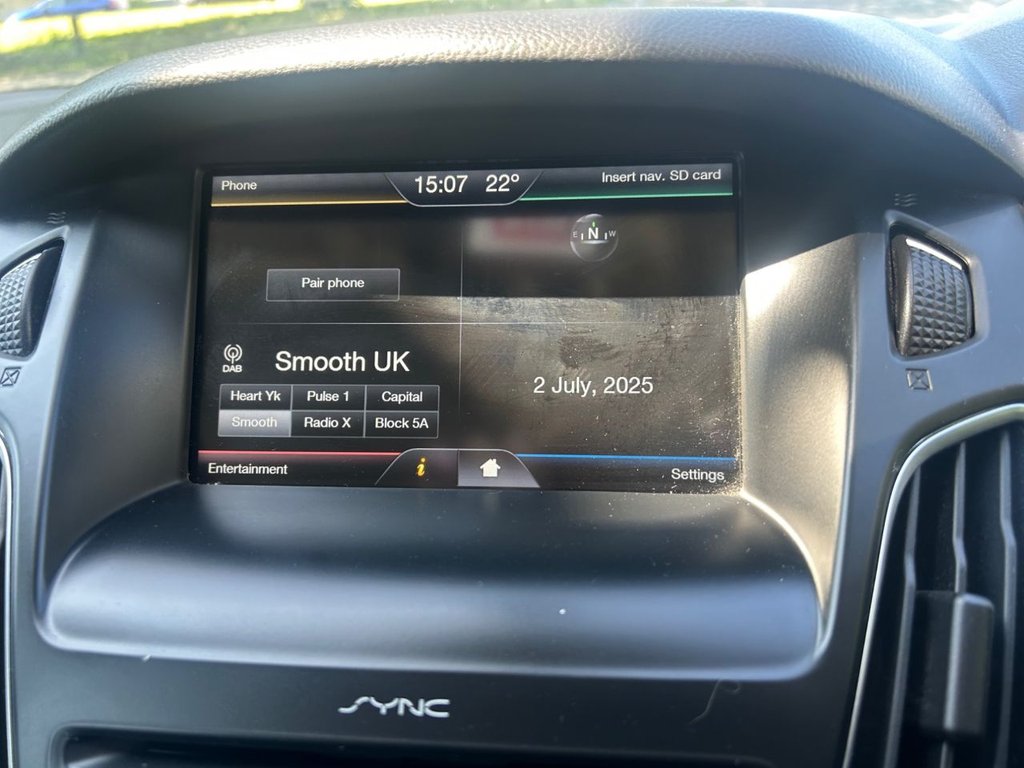 Phone
15:07 22°
Insert nav. SD card
E N W
Pair phone
DAB
Smooth UK
Heart Yk Pulse 1 Capital
Smooth Radio X Block 5A
2 July, 2025
Entertainment
i
Settings
SYNC